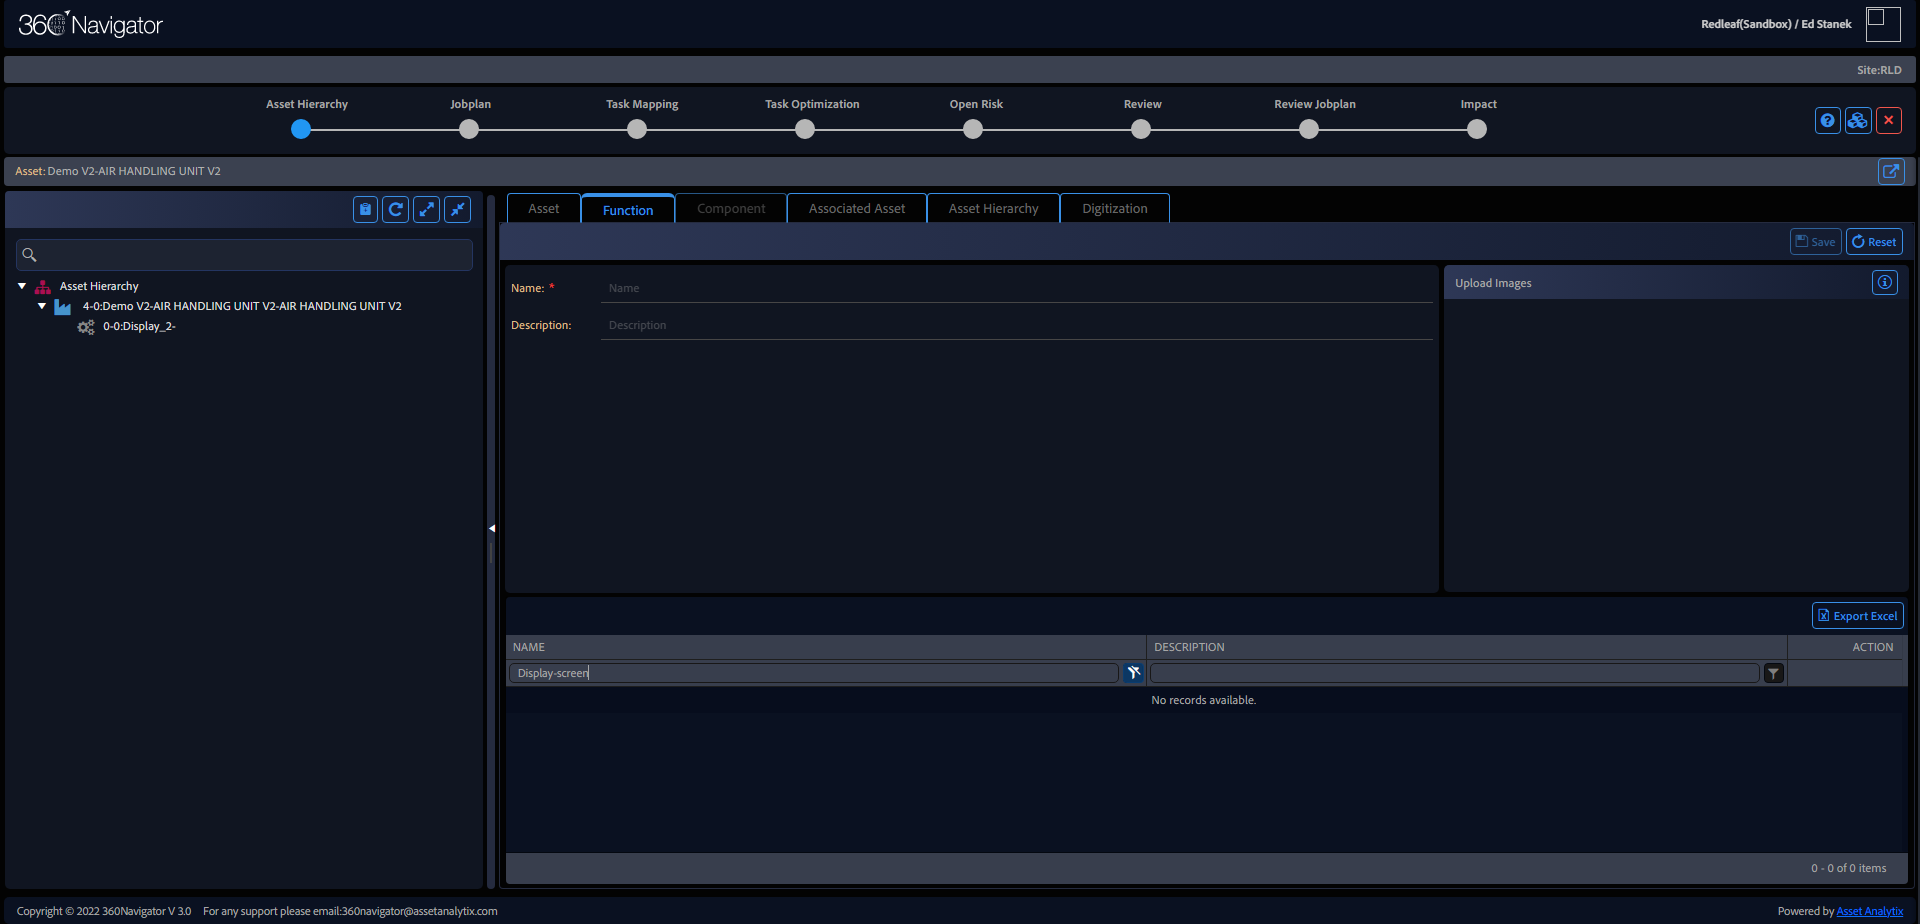 360 Navigator
Redleaf(Sandbox) / Ed Stanek
Site:RLD
Asset Hierarchy
Jobplan
Task Mapping
Task Optimization
Open Risk
Review
Review Jobplan
Impact
Asset: Demo V2-AIR HANDLING UNIT V2
Asset
Function
Component
Associated Asset
Asset Hierarchy
Digitization
Save
Reset
Asset Hierarchy
4-0:Demo V2-AIR HANDLING UNIT V2-AIR HANDLING UNIT V2
0-0:Display_2-
Name: * Name
Description: Description
Upload Images
Export Excel
NAME
DESCRIPTION
ACTION
Display-screen
No records available.
0 - 0 of 0 items
Copyright © 2022 360Navigator V 3.0 For any support please email:360navigator@assetanalytix.com
Powered by Asset Analytix